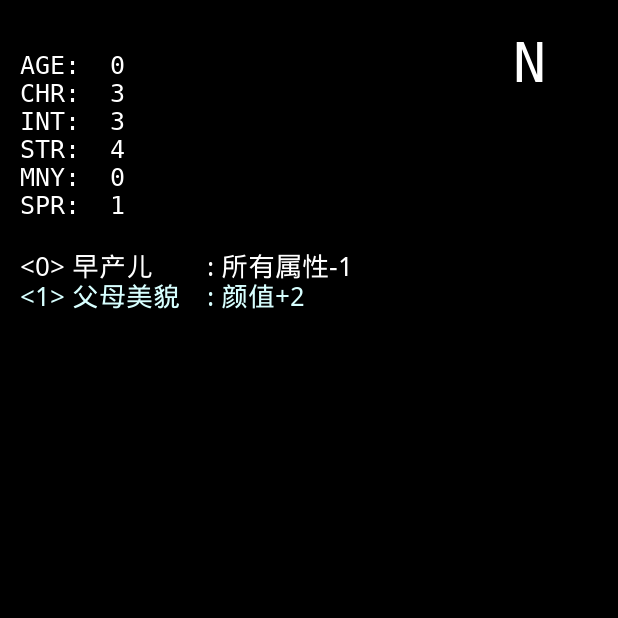 N
AGE: 0
CHR: 3
INT: 3
STR: 4
MNY: 0
SPR: 1
<0> 早产儿 : 所有属性-1
<1> 父母美貌 : 颜值+2